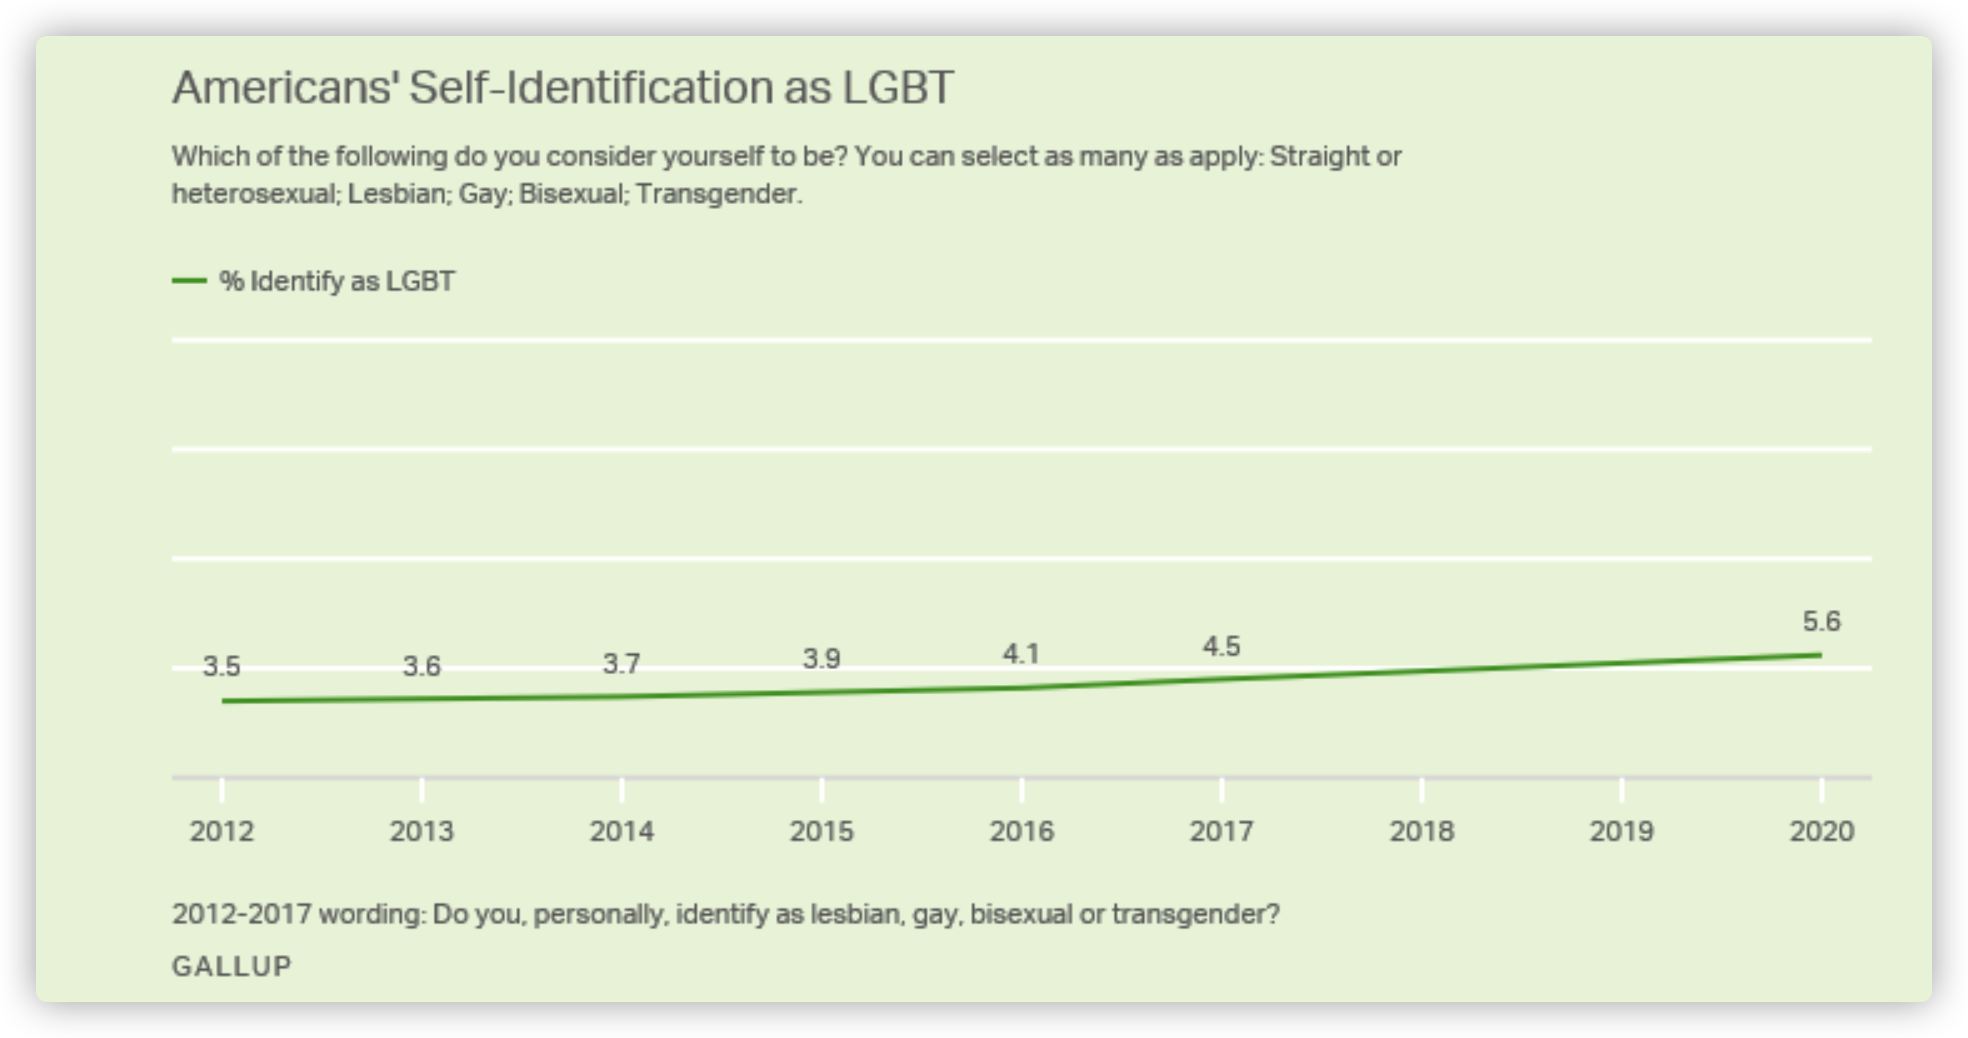 Americans' Self-Identification as LGBT
Which of the following do you consider yourself to be? You can select as many as apply: Straight or
heterosexual; Lesbian; Gay; Bisexual; Transgender.
% Identify as LGBT
3.5 3.6 3.7 3.9 4.1 4.5 5.6
2012 2013 2014 2015 2016 2017 2018 2019 2020
2012-2017 wording: Do you, personally, identify as lesbian, gay, bisexual or transgender?
GALLUP